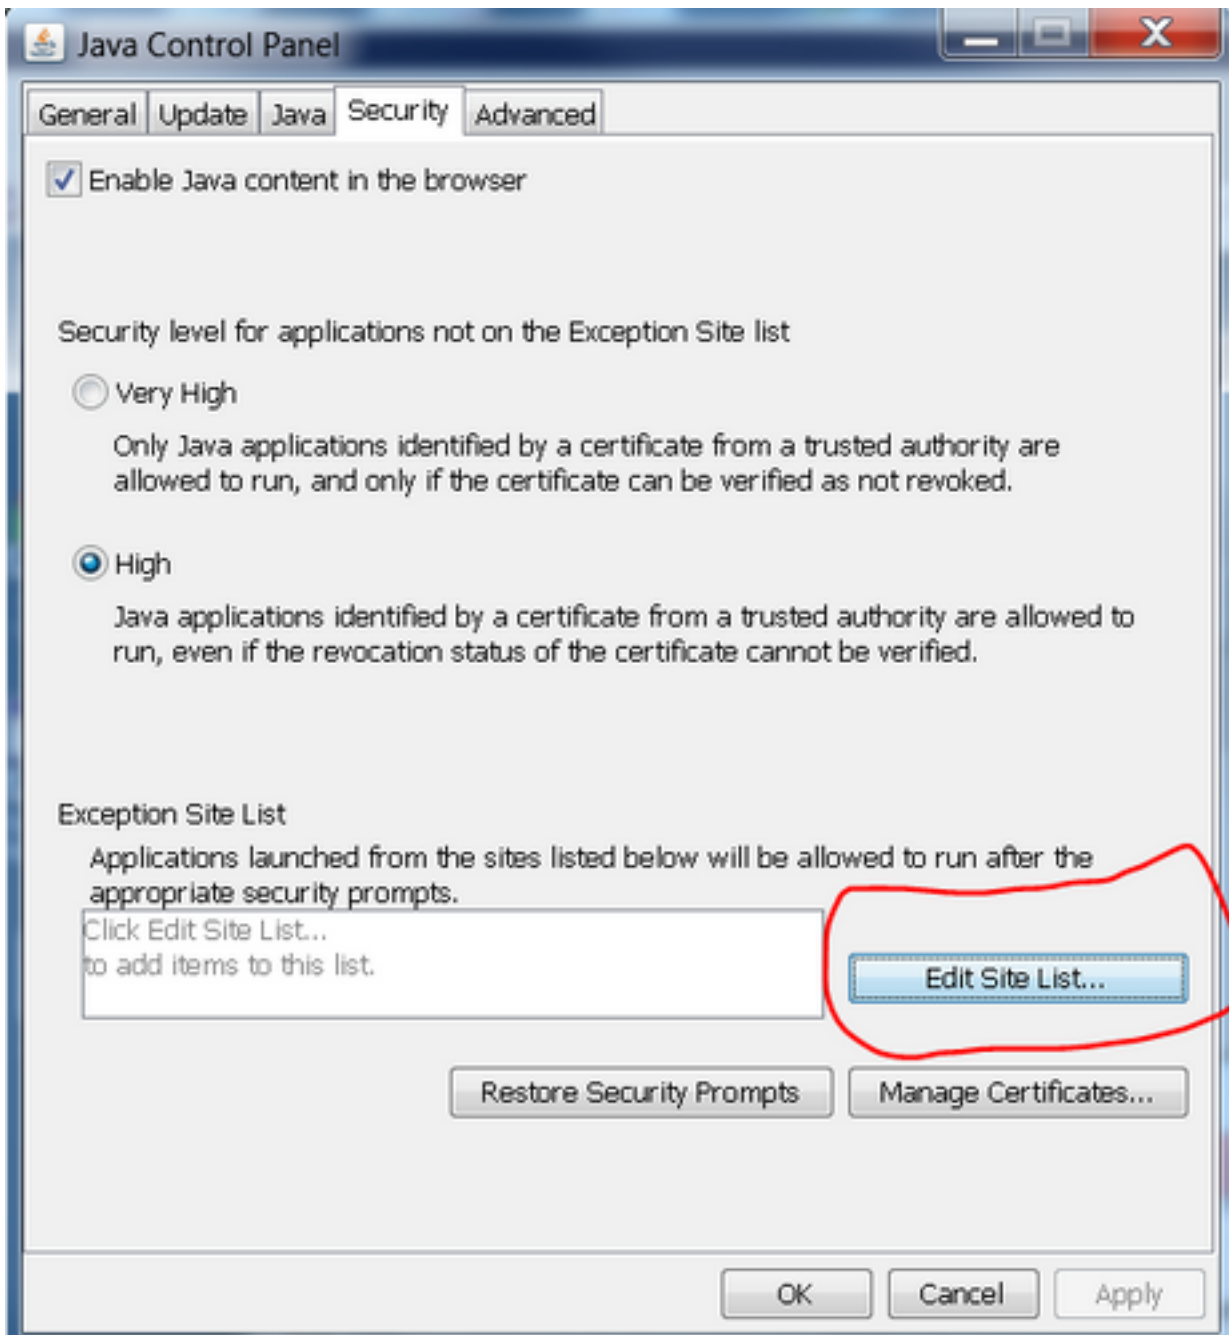 Java Control Panel
General Update Java Security Advanced
Enable Java content in the browser
Security level for applications not on the Exception Site list
Very High
Only Java applications identified by a certificate from a trusted authority are
allowed to run, and only if the certificate can be verified as not revoked.
High
Java applications identified by a certificate from a trusted authority are allowed to
run, even if the revocation status of the certificate cannot be verified.
Exception Site List
Applications launched from the sites listed below will be allowed to run after the
appropriate security prompts.
Click Edit Site List...
to add items to this list.
Edit Site List...
Restore Security Prompts Manage Certificates...
OK Cancel Apply